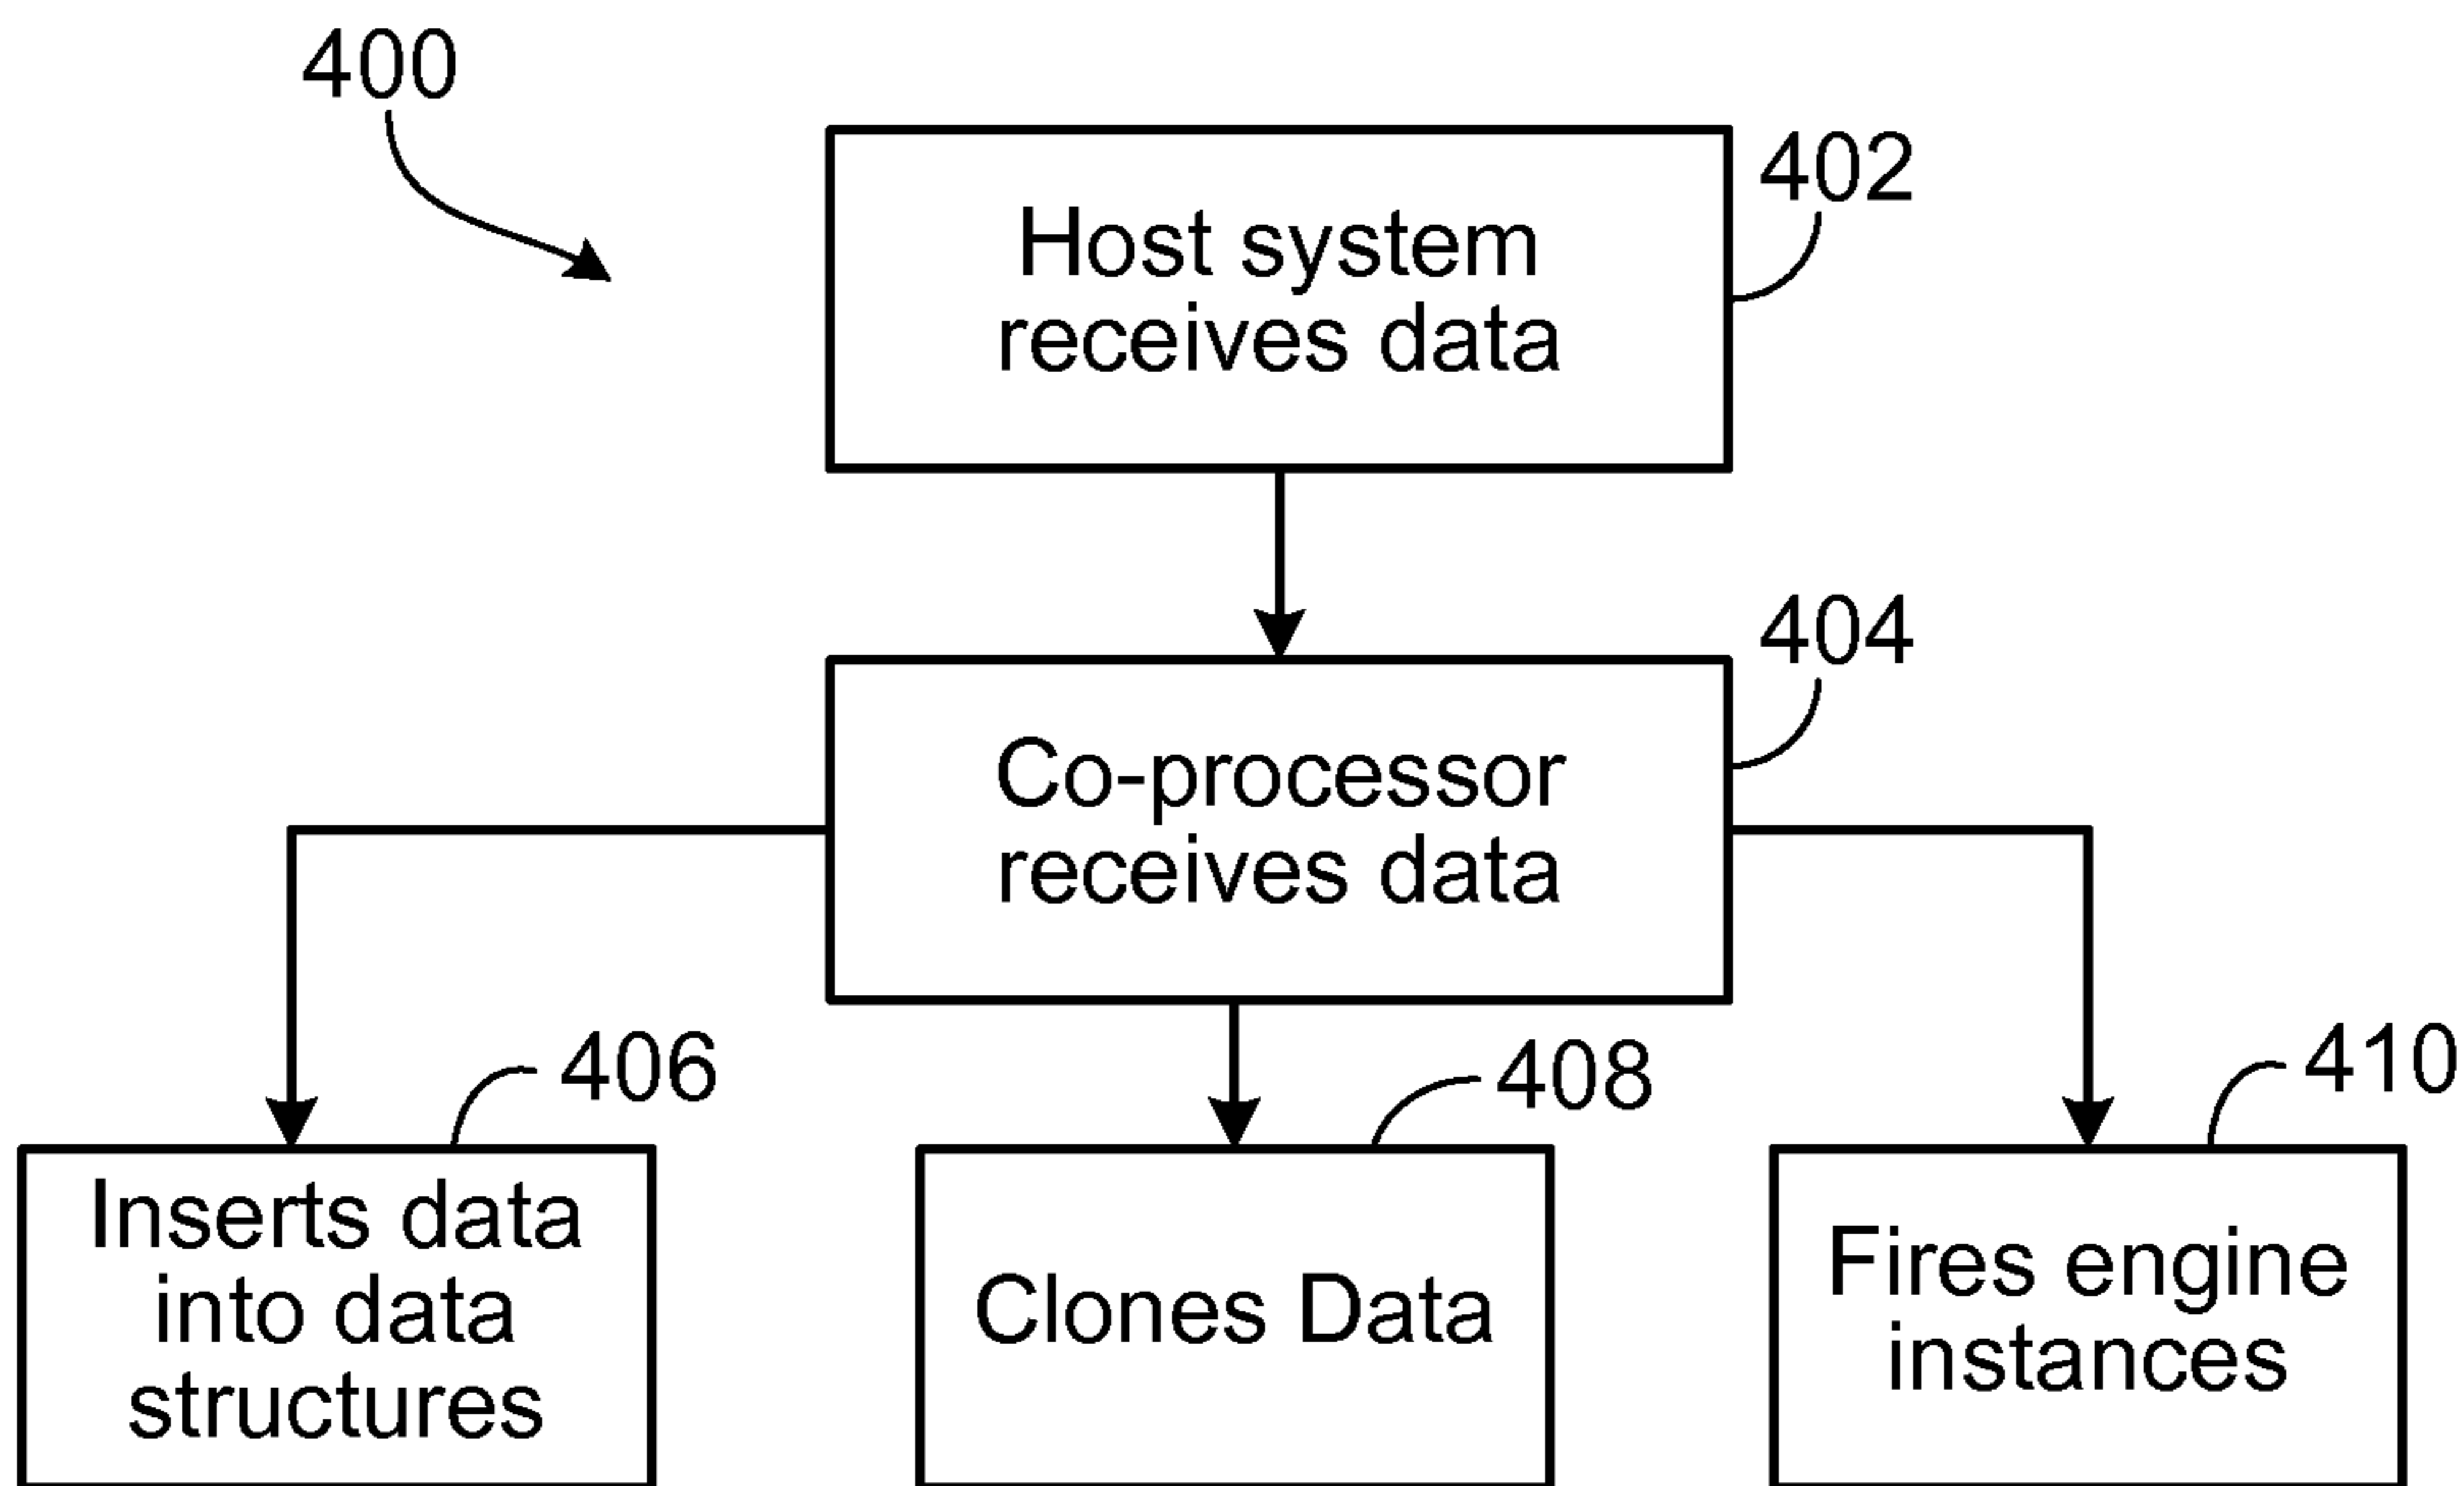 400
402
Host system
receives data
404
Co-processor
receives data
406
408
410
Inserts data
into data
structures
Clones Data
Fires engine
instances